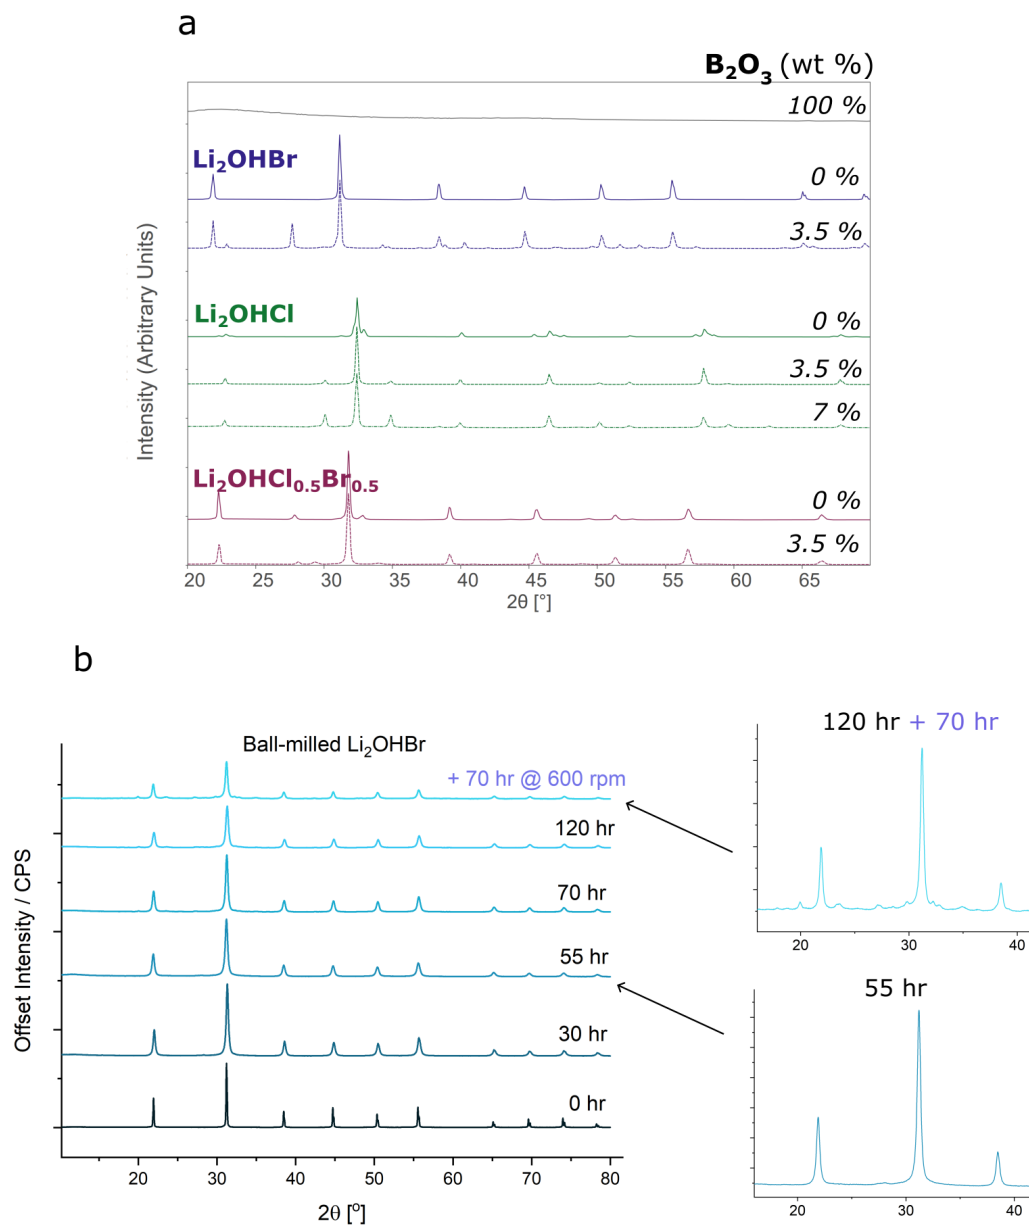 a
B₂O₃ (wt %)
100 %
Li₂OHBr
0 %
3.5 %
Li₂OHCl
0 %
3.5 %
7 %
Li₂OHCl₀.₅Br₀.₅
0 %
3.5 %
Intensity (Arbitrary Units)
20 25 30 35 40 45 50 55 60 65
2θ [°]
b
Ball-milled Li₂OHBr
+ 70 hr @ 600 rpm
120 hr
70 hr
55 hr
30 hr
0 hr
Offset Intensity / CPS
20 30 40 50 60 70 80
2θ [º]
120 hr + 70 hr
20 30 40
55 hr
20 30 40